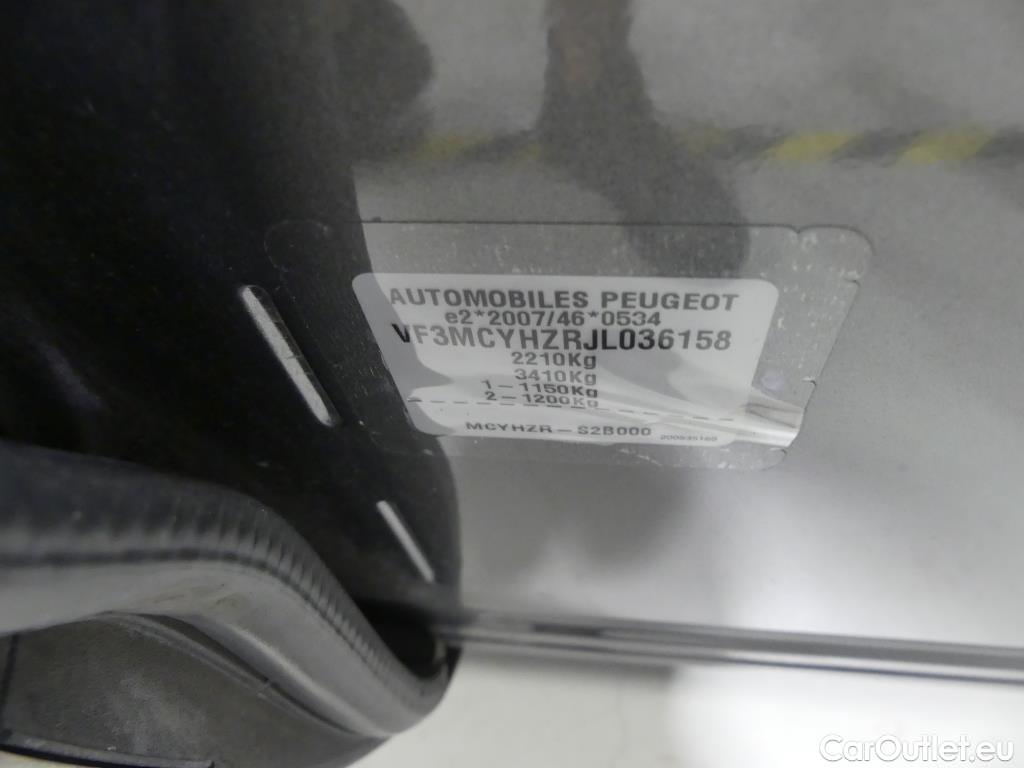 AUTOMOBILES PEUGEOT
e2*2007/46*0534
VF3MCYHZRJL036158
2210Kg
3410Kg
1 – 1150Kg
2 – 1200Kg
MCYHZR – S2B000
CarOutlet.eu